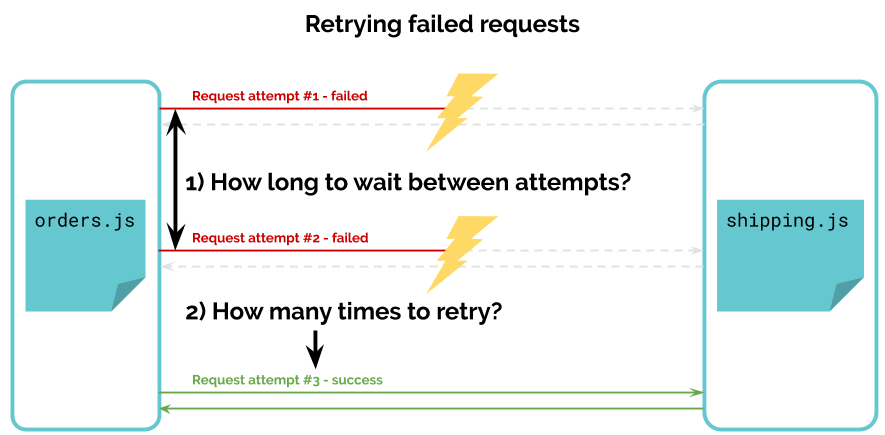 Retrying failed requests
Request attempt #1 - failed
1) How long to wait between attempts?
orders.js
shipping.js
Request attempt #2 - failed
2) How many times to retry?
Request attempt #3 - success